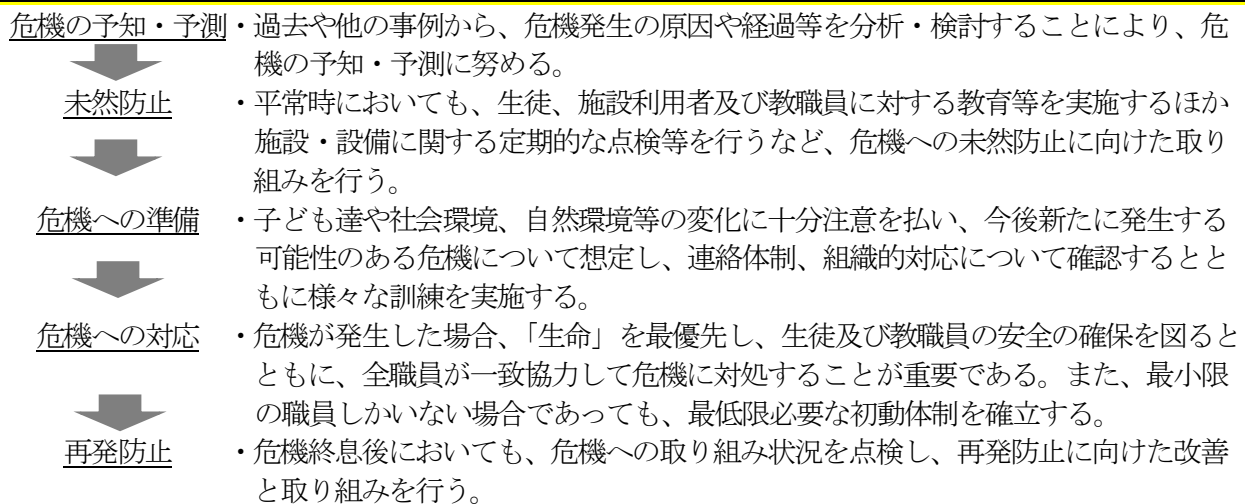 危機の予知・予測・過去や他の事例から、危機発生の原因や経過等を分析・検討することにより、危
機の予知・予測に努める。
未然防止 ・平常時においても、生徒、施設利用者及び教職員に対する教育等を実施するほか
施設・設備に関する定期的な点検等を行うなど、危機への未然防止に向けた取り
組みを行う。
危機への準備 ・子ども達や社会環境、自然環境等の変化に十分注意を払い、今後新たに発生する
可能性のある危機について想定し、連絡体制、組織的対応について確認するとと
もに様々な訓練を実施する。
危機への対応 ・危機が発生した場合、「生命」を最優先し、生徒及び教職員の安全の確保を図ると
ともに、全職員が一致協力して危機に対処することが重要である。また、最小限
の職員しかいない場合であっても、最低限必要な初動体制を確立する。
再発防止 ・危機終息後においても、危機への取り組み状況を点検し、再発防止に向けた改善
と取り組みを行う。